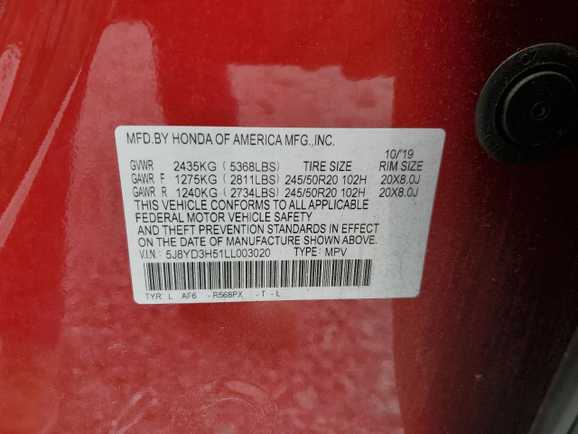 MFD.BY HONDA OF AMERICA MFG.,INC.
10/'19
GVWR 2435KG (5368LBS) TIRE SIZE RIM SIZE
GAWR F 1275KG (2811LBS) 245/50R20 102H 20X8.0J
GAWR R 1240KG (2734LBS) 245/50R20 102H 20X8.0J
THIS VEHICLE CONFORMS TO ALL APPLICABLE
FEDERAL MOTOR VEHICLE SAFETY
AND THEFT PREVENTION STANDARDS IN EFFECT
ON THE DATE OF MANUFACTURE SHOWN ABOVE.
V.I.N: 5J8YD3H51LL003020 TYPE: MPV
TYR L AF6 -R568PX -T -L